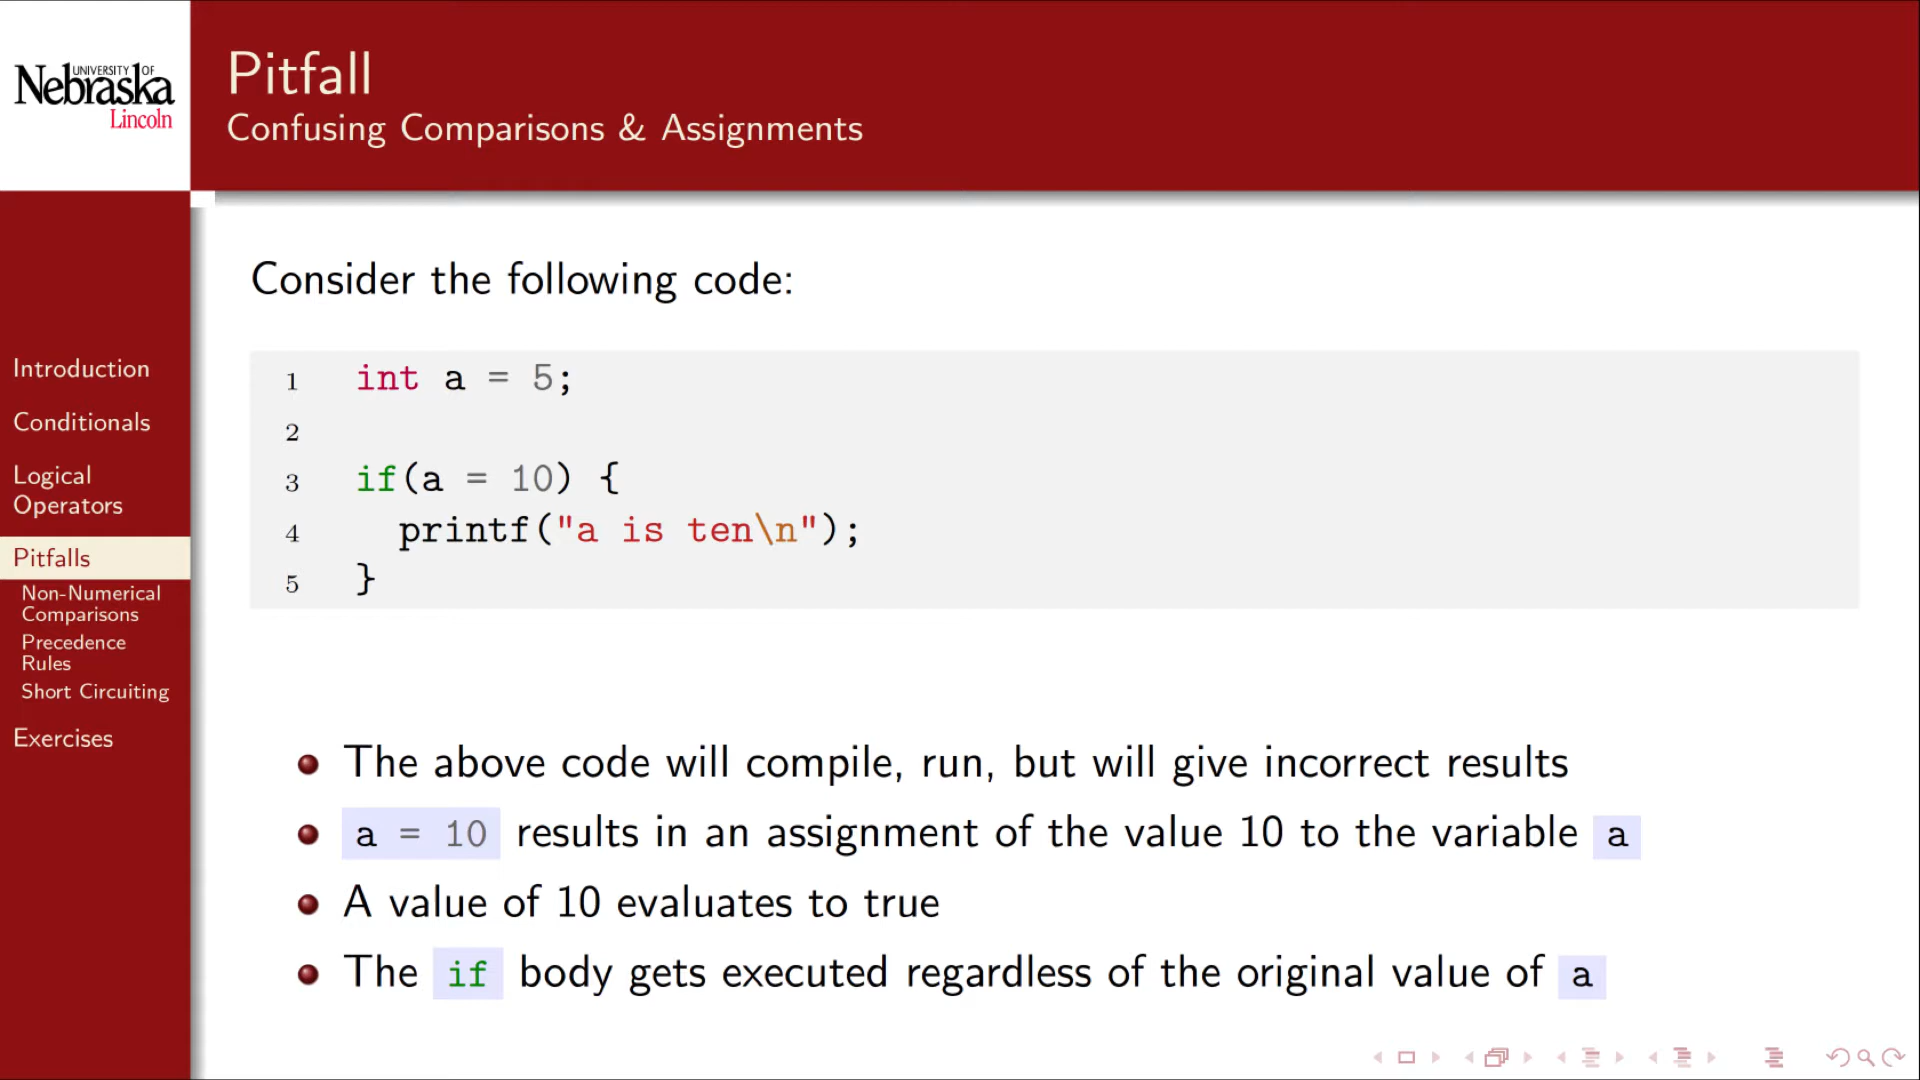 UNIVERSITY OF
Nebraska
Lincoln
Pitfall
Confusing Comparisons & Assignments
Introduction
Conditionals
Logical
Operators
Pitfalls
Non-Numerical
Comparisons
Precedence
Rules
Short Circuiting
Exercises
Consider the following code:
1 int a = 5;
2
3 if(a = 10) {
4   printf("a is ten\n");
5 }
The above code will compile, run, but will give incorrect results
a = 10 results in an assignment of the value 10 to the variable a
A value of 10 evaluates to true
The if body gets executed regardless of the original value of a